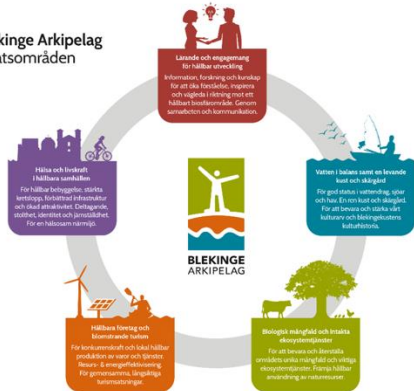 kinge Arkipelag
atsområden
Lärande och engagemang
för hållbar utveckling
Information, forskning och kunskap
för att öka förståelse, inspirera
och vägleda i riktning mot ett
hållbart biosfärområde. Genom
samarbeten och kommunikation.
Hälsa och livskraft
i hållbara samhällen
För hållbar bebyggelse, stärkta
kretslopp, förbättrad infrastruktur
och ökad attraktivitet. Deltagande,
stolthet, identitet och jämställdhet.
För en hälsosam närmiljö.
Vatten i balans samt en levande
kust och skärgård
För god status i vattendrag, sjöar
och hav. En ren kust och skärgård.
För att bevara och stärka vårt
kulturarv och blekingekustens
kulturhistoria.
BLEKINGE
ARKIPELAG
Hållbara företag och
blomstrande turism
För konkurrenskraft och lokal hållbar
produktion av varor och tjänster.
Resurs- & energieffektivisering.
För gemensamma, långsiktiga
turismsatsningar.
Biologisk mångfald och intakta
ekosystemtjänster
För att bevara och återställa
områdets unika mångfald och viktiga
ekosystemtjänster. Främja hållbar
användning av naturresurser.